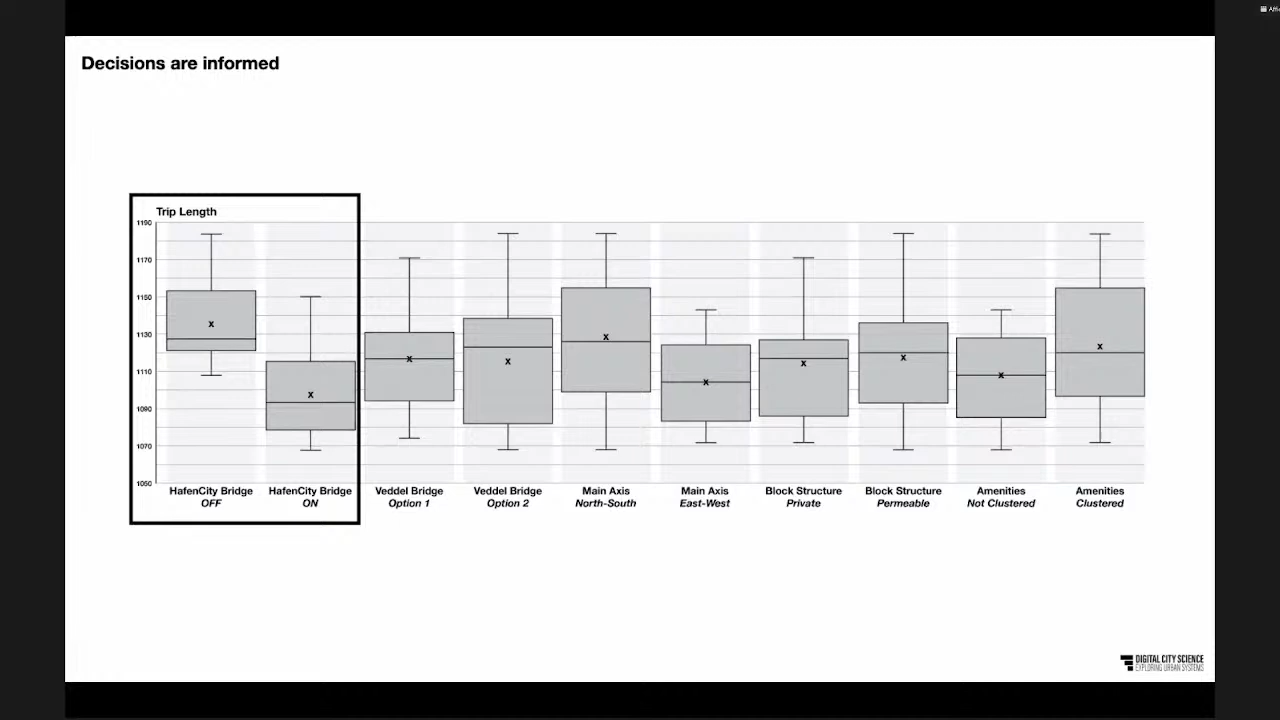 Decisions are informed
Trip Length
1190
1170
1150
1130
1110
1090
1070
1050
HafenCity Bridge
OFF
HafenCity Bridge
ON
Veddel Bridge
Option 1
Veddel Bridge
Option 2
Main Axis
North-South
Main Axis
East-West
Block Structure
Private
Block Structure
Permeable
Amenities
Not Clustered
Amenities
Clustered
DIGITAL CITY SCIENCE
EXPLORING URBAN SYSTEMS